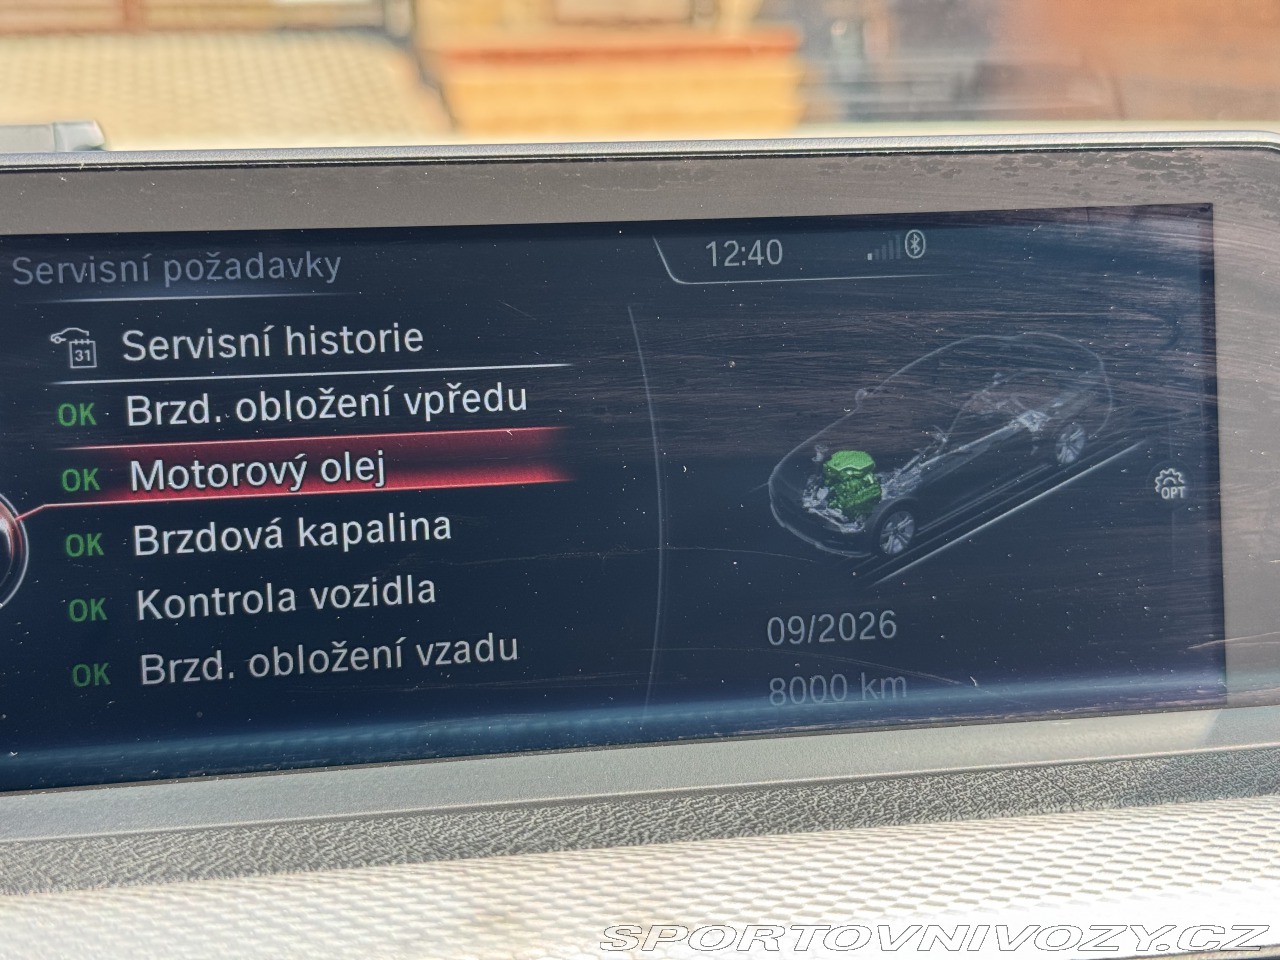 Servisní požadavky
12:40
31
Servisní historie
OK Brzd. obložení vpředu
OK Motorový olej
OK Brzdová kapalina
OK Kontrola vozidla
OK Brzd. obložení vzadu
OPT
09/2026
8000 km
SPORTOVNIVOZY.CZ